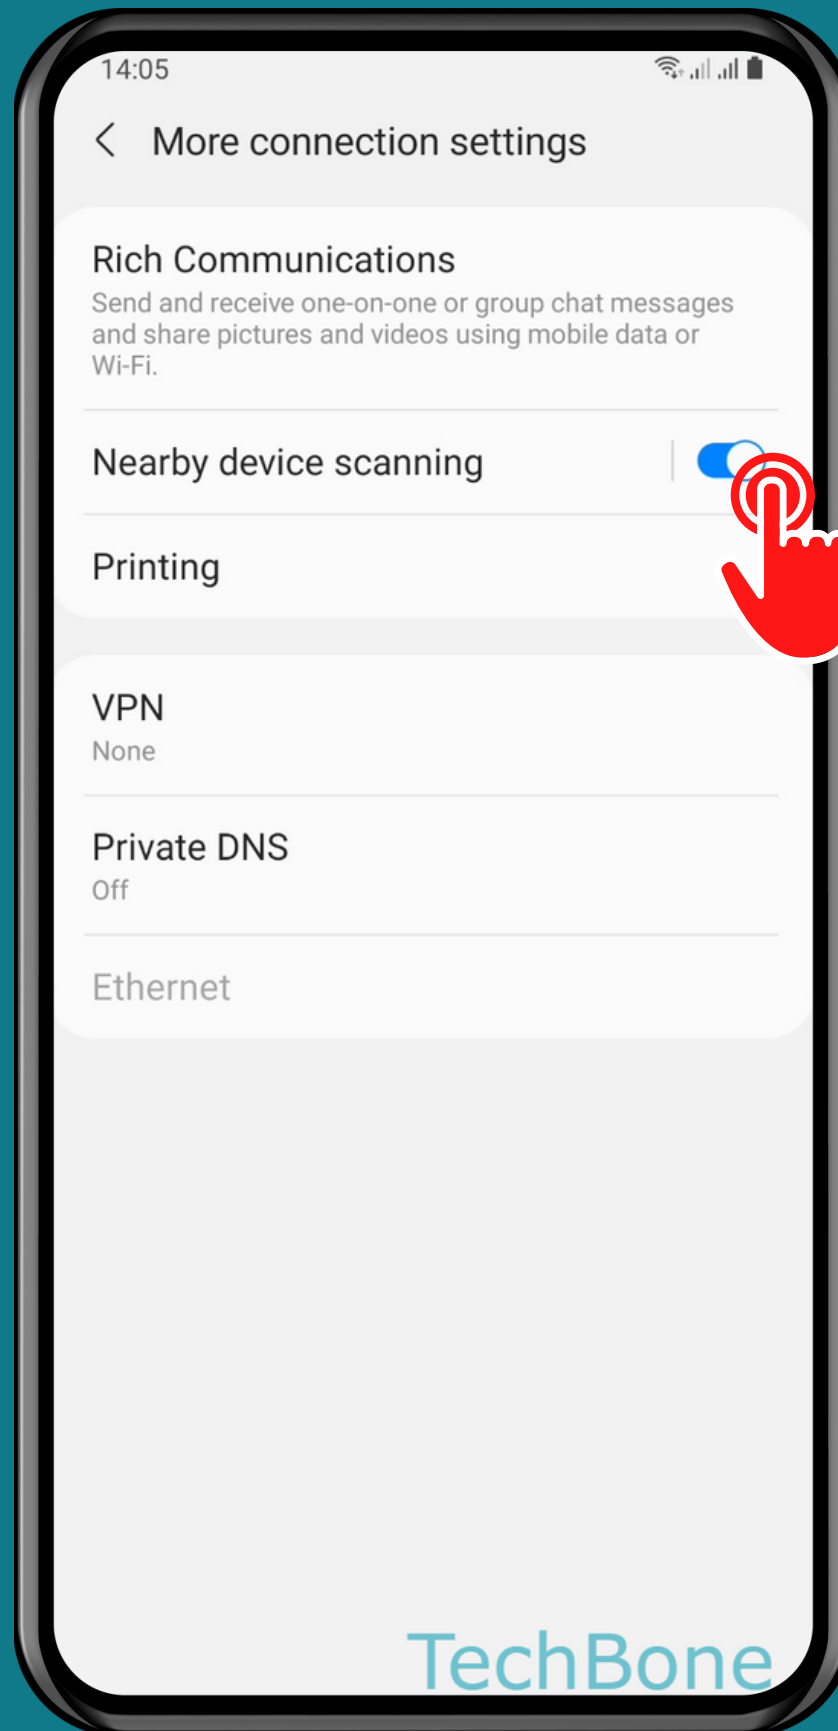 14:05
More connection settings
Rich Communications
Send and receive one-on-one or group chat messages
and share pictures and videos using mobile data or
Wi-Fi.
Nearby device scanning
Printing
VPN
None
Private DNS
Off
Ethernet
TechBone